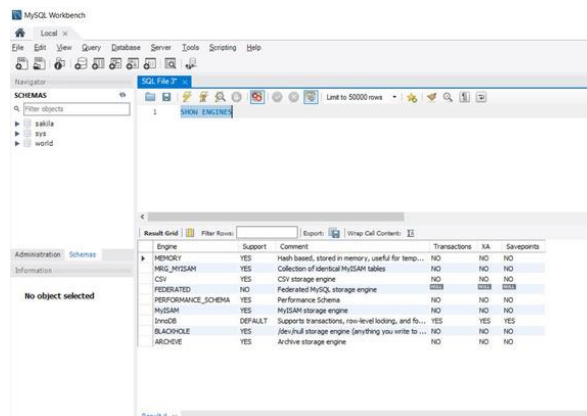 MySQL Workbench
Local ×
File Edit View Query Database Server Tools Scripting Help
Navigator
SCHEMAS
Filter objects
sakila
sys
world
Administration Schemas
Information
No object selected
SQL File 3* ×
Limit to 50000 rows
1 SHOW ENGINES
Result Grid Filter Rows: Export: Wrap Cell Content:
Engine Support Comment Transactions XA Savepoints
MEMORY YES Hash based, stored in memory, useful for temp... NO NO NO
MRG_MYISAM YES Collection of identical MyISAM tables NO NO NO
CSV YES CSV storage engine NO NO NO
FEDERATED NO Federated MySQL storage engine NULL NULL NULL
PERFORMANCE_SCHEMA YES Performance Schema NO NO NO
MyISAM YES MyISAM storage engine NO NO NO
InnoDB DEFAULT Supports transactions, row-level locking, and fo... YES YES YES
BLACKHOLE YES /dev/null storage engine (anything you write to ... NO NO NO
ARCHIVE YES Archive storage engine NO NO NO